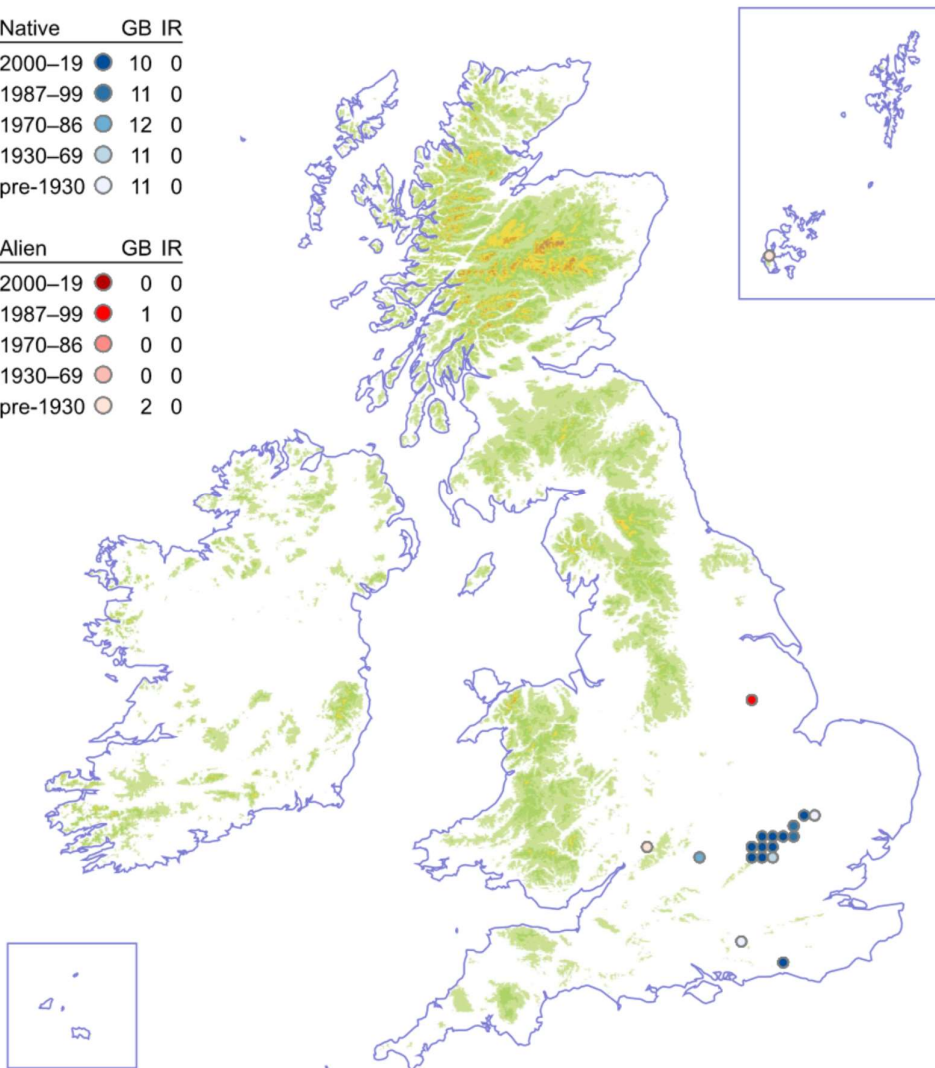 Native GB IR
2000–19 10 0
1987–99 11 0
1970–86 12 0
1930–69 11 0
pre-1930 11 0
Alien GB IR
2000–19 0 0
1987–99 1 0
1970–86 0 0
1930–69 0 0
pre-1930 2 0